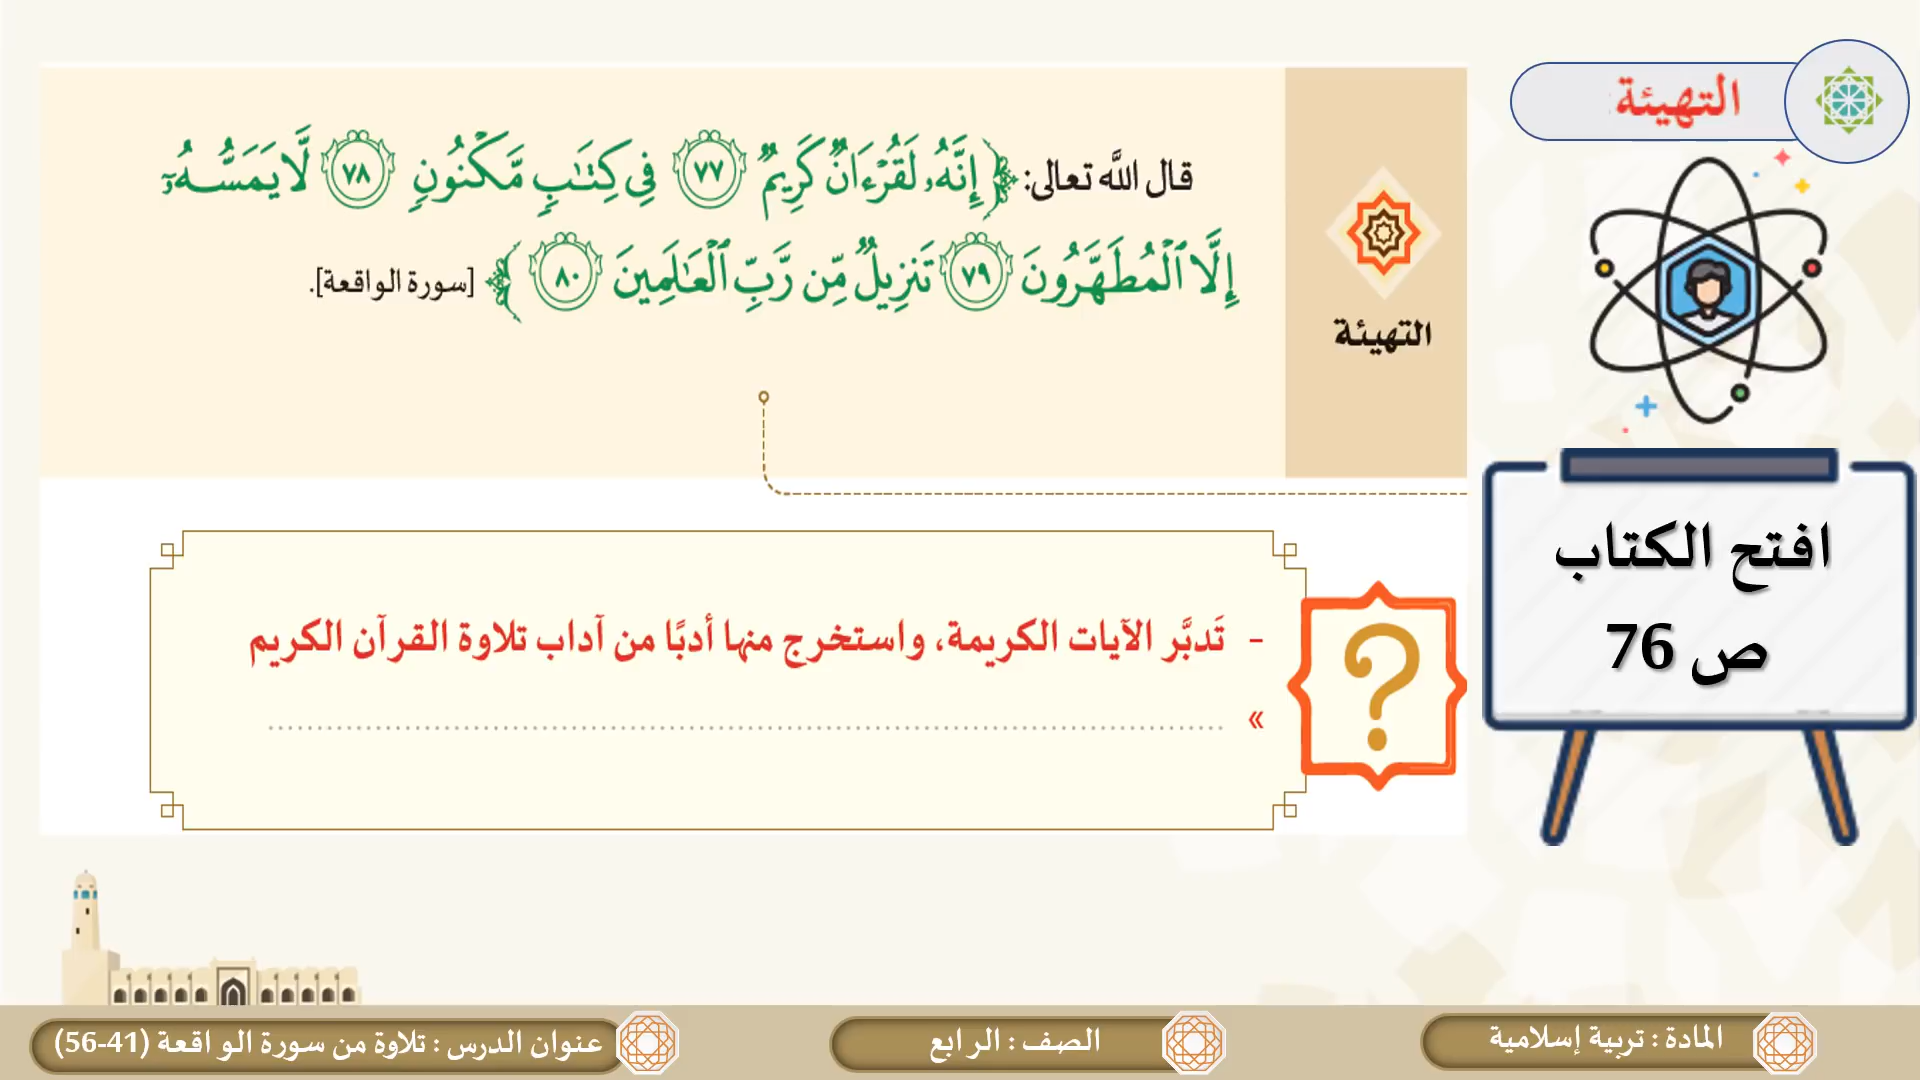 التهيئة
قال الله تعالى: ﴿إِنَّهُۥ لَقُرْءَانٌ كَرِيمٌ ٧٧ فِى كِتَٰبٍ مَّكْنُونٍ ٧٨ لَّا يَمَسُّهُۥٓ
إِلَّا ٱلْمُطَهَّرُونَ ٧٩ تَنزِيلٌ مِّن رَّبِّ ٱلْعَٰلَمِينَ ٨٠﴾ [سورة الواقعة].
التهيئة
افتح الكتاب
ص 76
- تَدبَّر الآيات الكريمة، واستخرج منها أدبًا من آداب تلاوة القرآن الكريم
» ........................................
المادة : تربية إسلامية
الصف : الرابع
عنوان الدرس : تلاوة من سورة الواقعة (41-56)